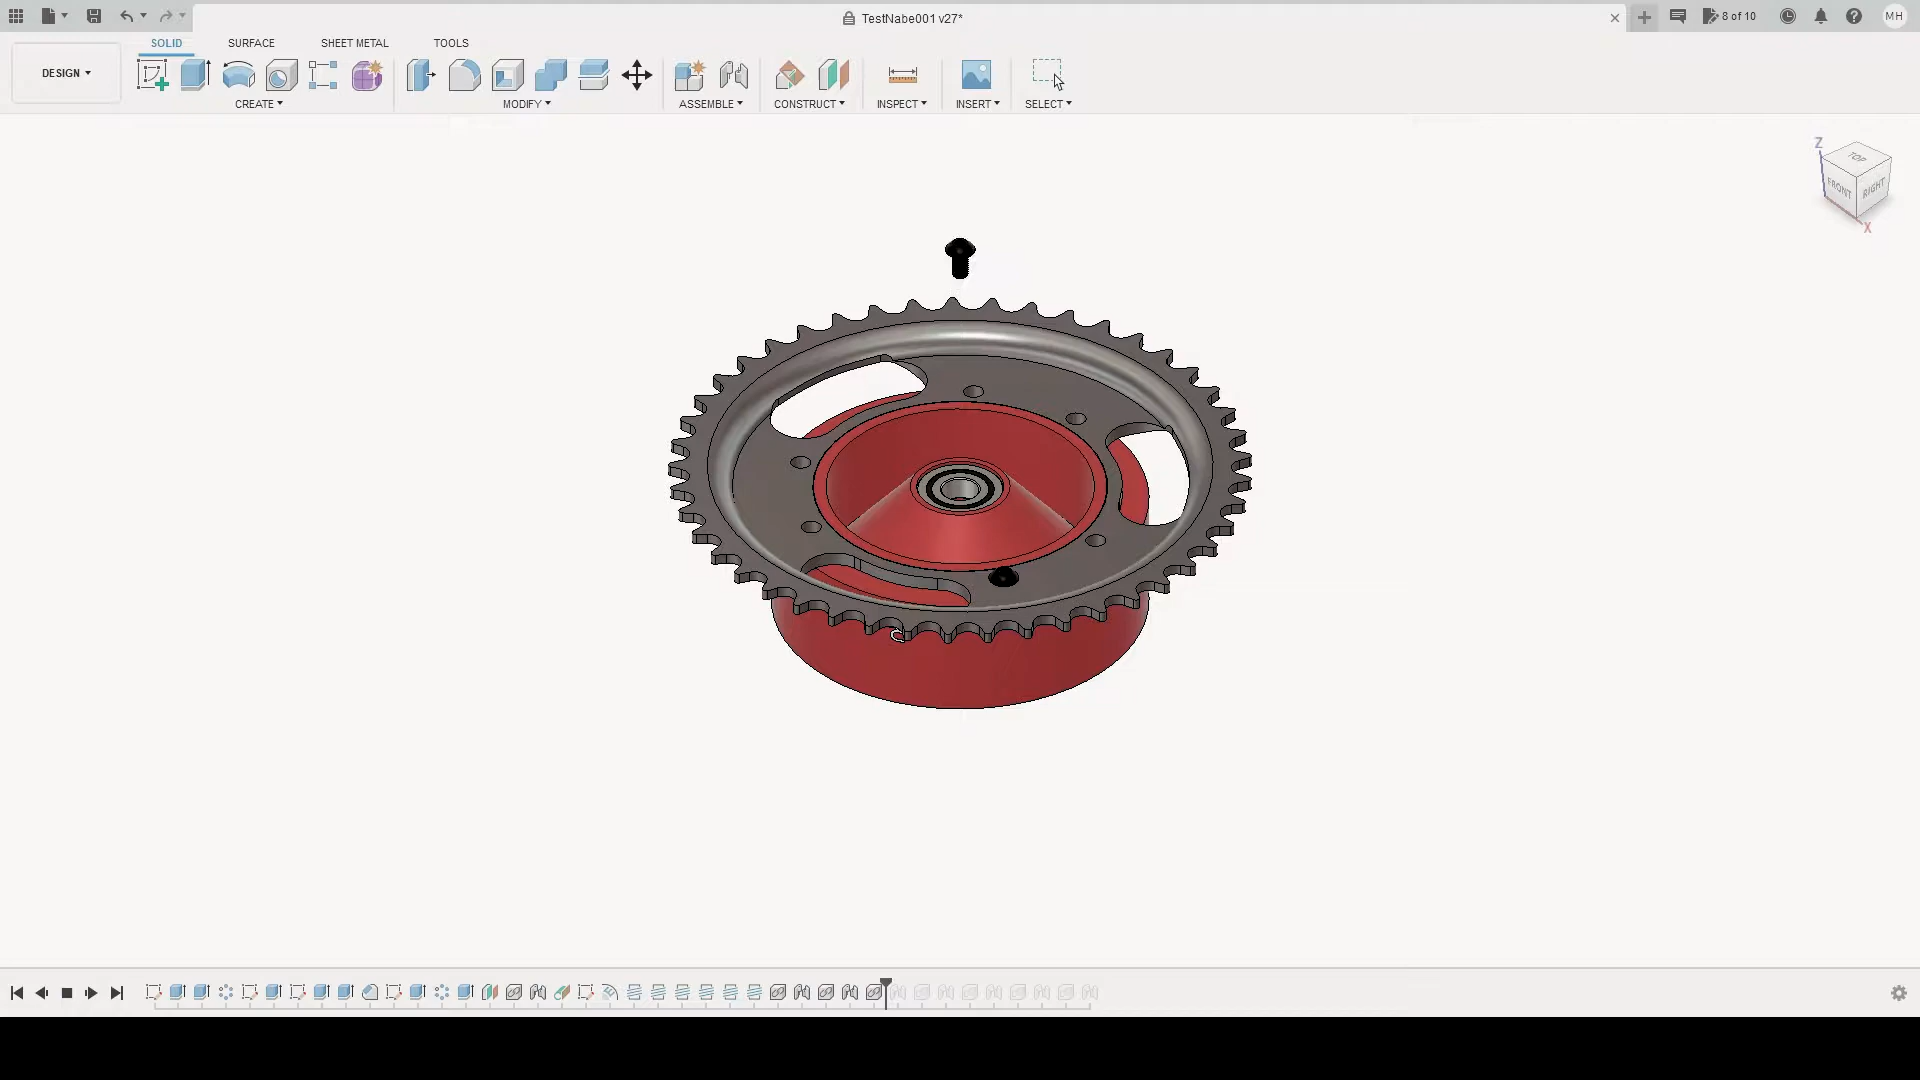 TestNabe001 v27*
8 of 10
MH
SOLID
SURFACE
SHEET METAL
TOOLS
DESIGN
CREATE
MODIFY
ASSEMBLE
CONSTRUCT
INSPECT
INSERT
SELECT
Z
TOP
FRONT
RIGHT
X